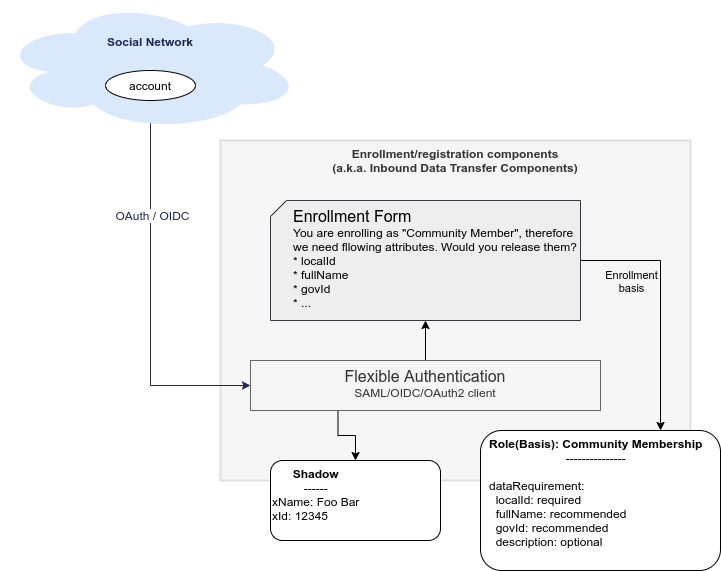 Social Network
account
OAuth / OIDC
Enrollment/registration components
(a.k.a. Inbound Data Transfer Components)
Enrollment Form
You are enrolling as "Community Member", therefore
we need fllowing attributes. Would you release them?
* localId
* fullName
* govId
* ...
Enrollment
basis
Flexible Authentication
SAML/OIDC/OAuth2 client
Shadow
------
xName: Foo Bar
xId: 12345
Role(Basis): Community Membership
---------------
dataRequirement:
localId: required
fullName: recommended
govId: recommended
description: optional